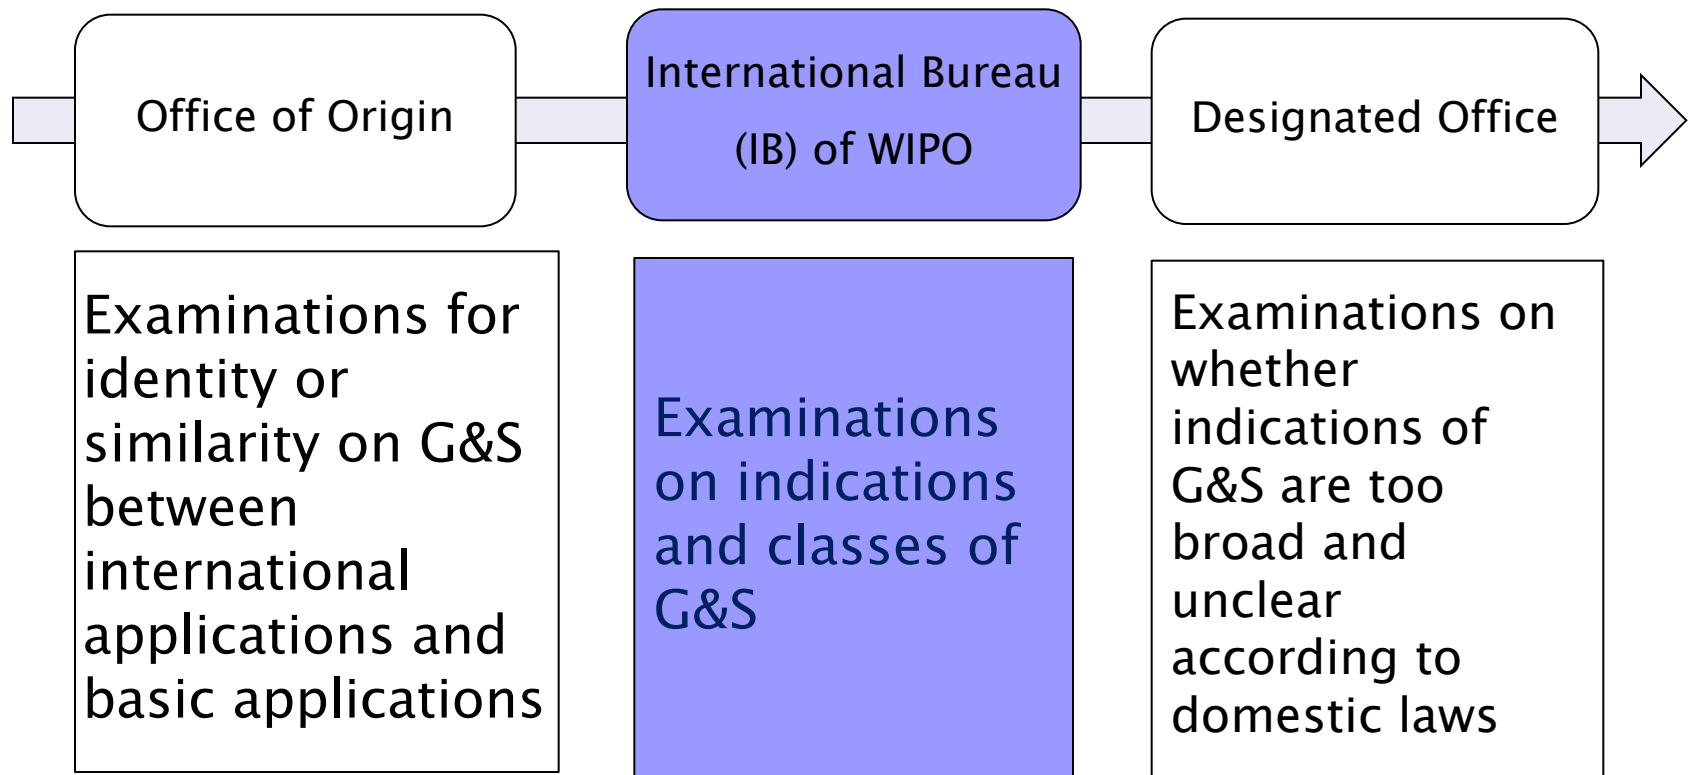 Office of Origin
International Bureau
(IB) of WIPO
Designated Office
Examinations for
identity or
similarity on G&S
between
international
applications and
basic applications
Examinations
on indications
and classes of
G&S
Examinations on
whether
indications of
G&S are too
broad and
unclear
according to
domestic laws